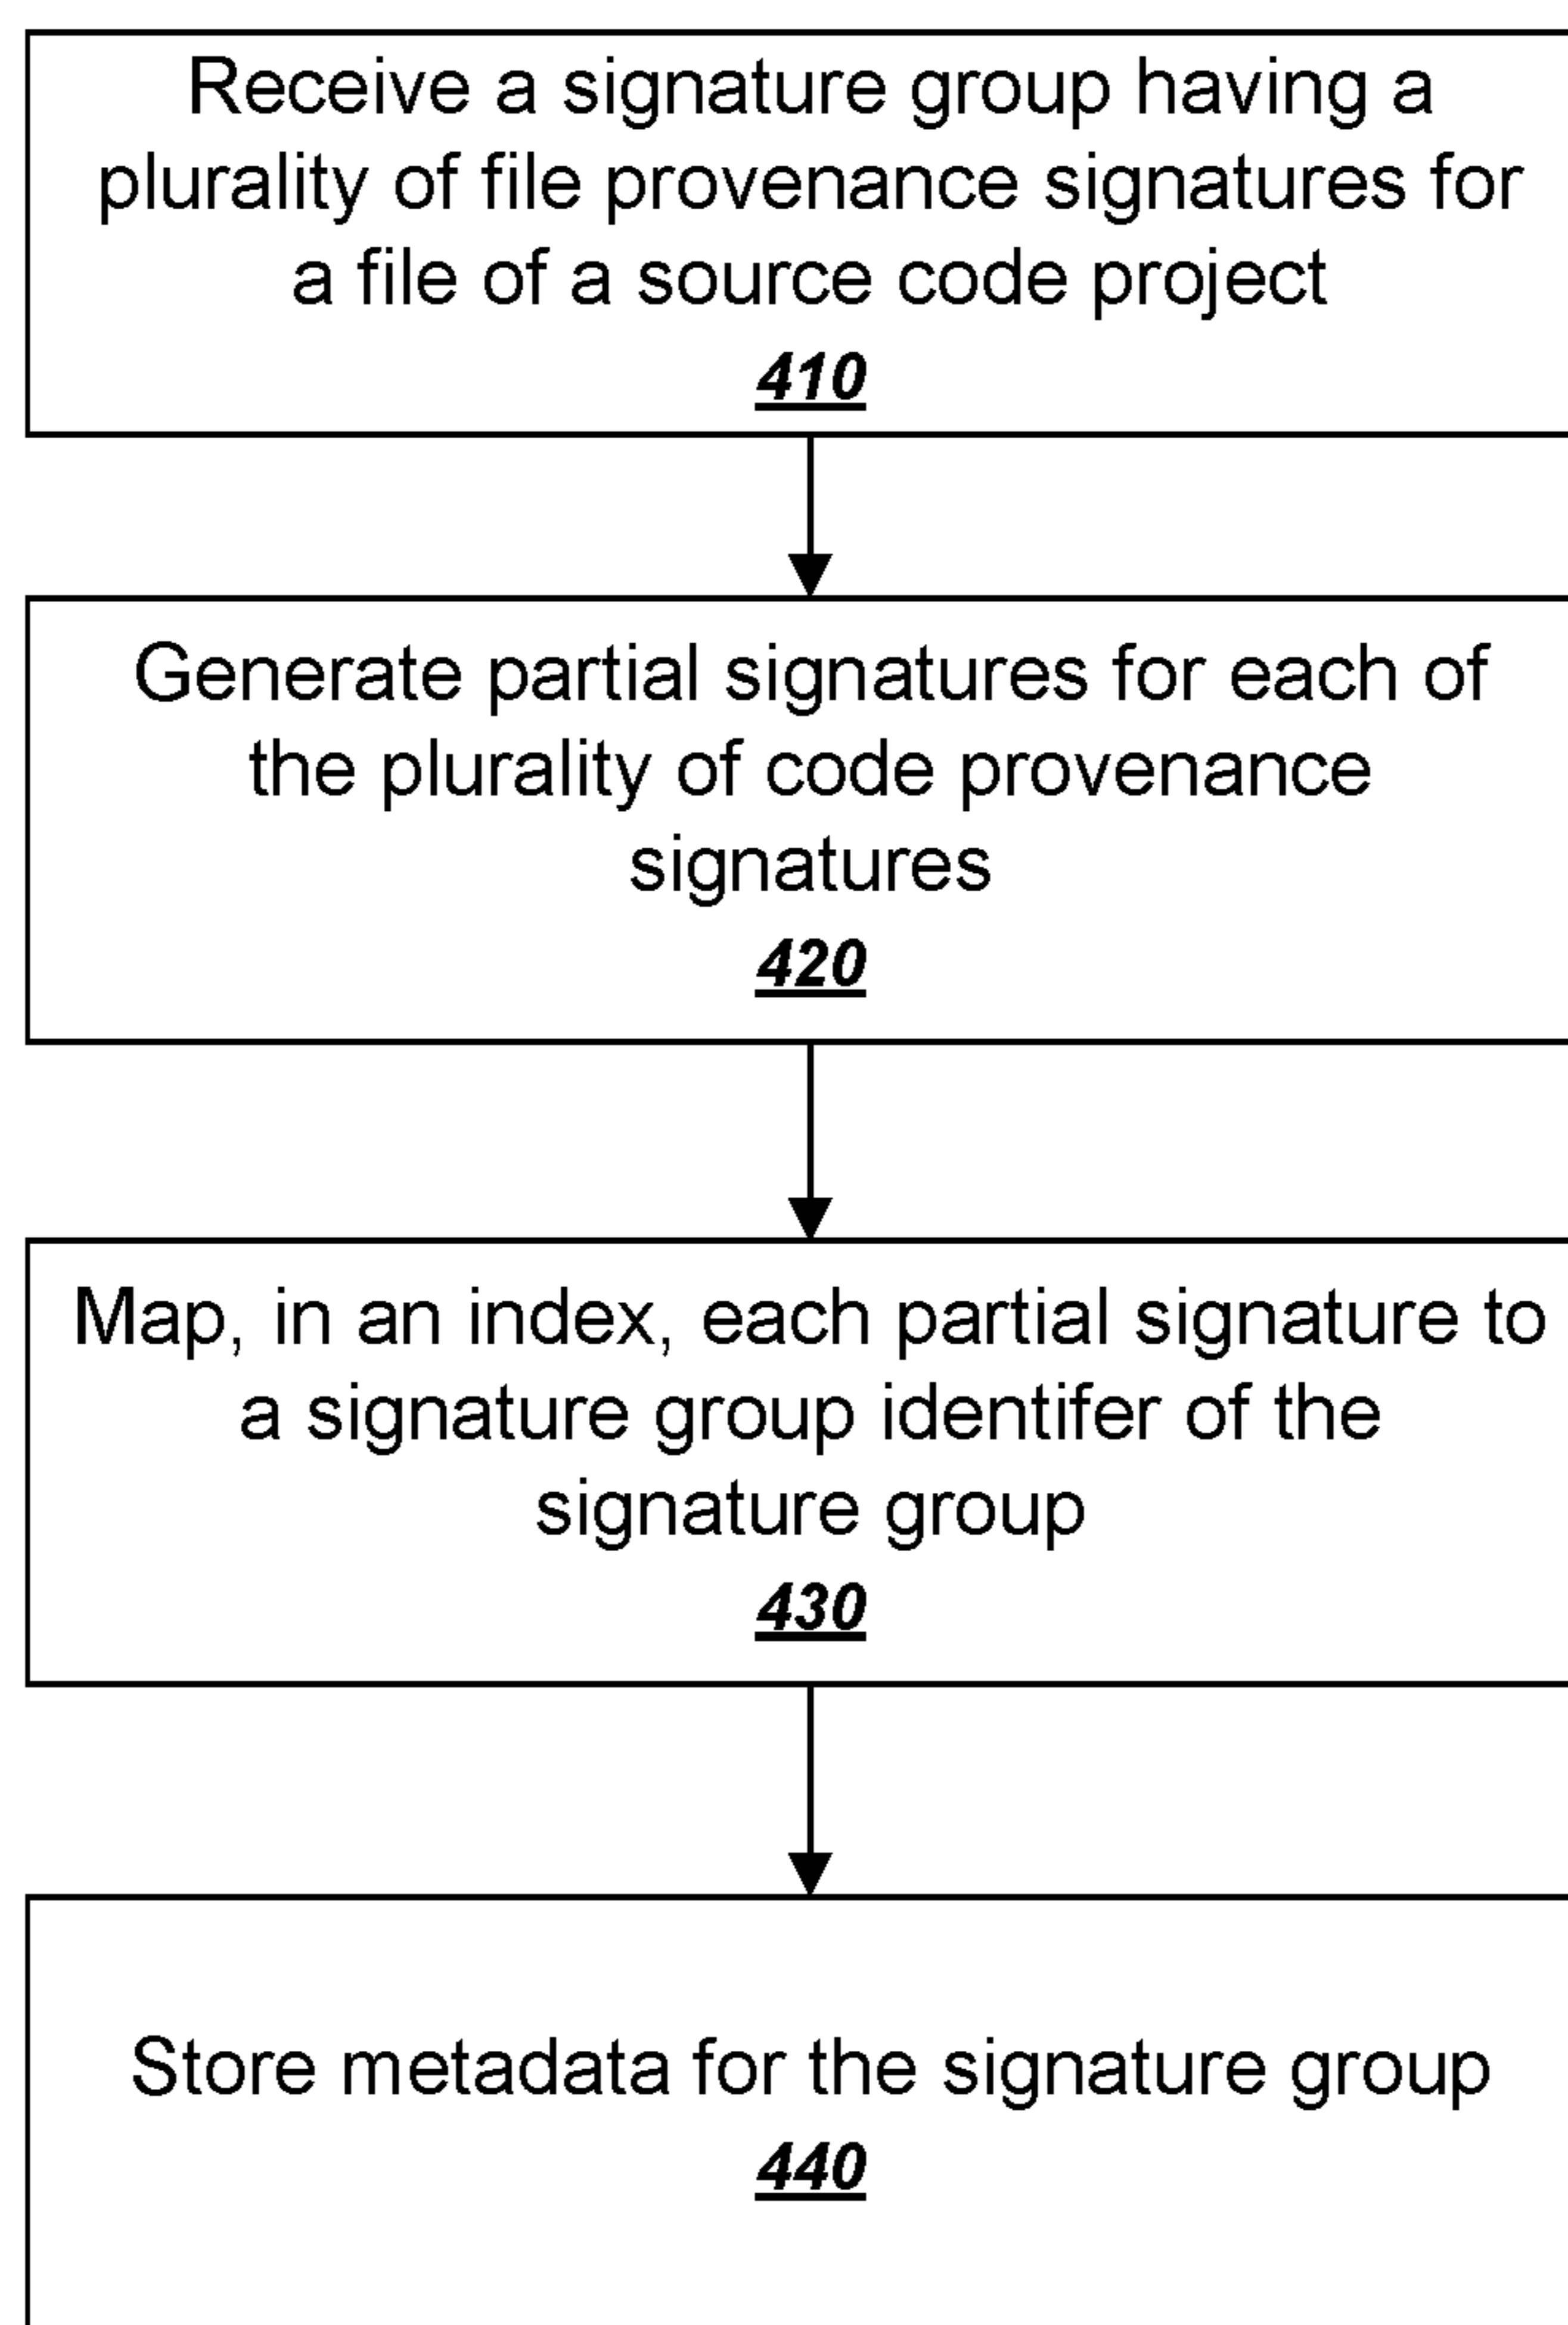 Receive a signature group having a
plurality of file provenance signatures for
a file of a source code project
410
Generate partial signatures for each of
the plurality of code provenance
signatures
420
Map, in an index, each partial signature to
a signature group identifer of the
signature group
430
Store metadata for the signature group
440